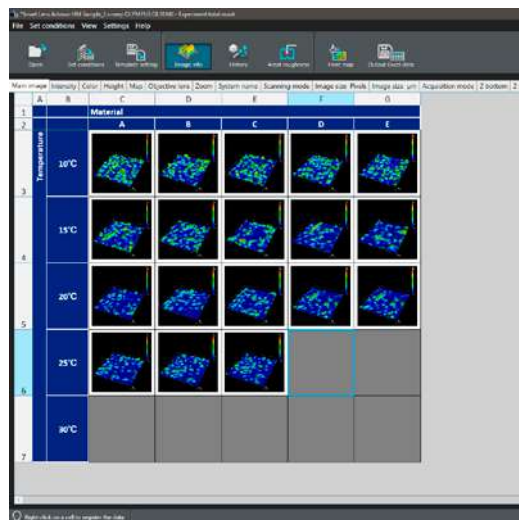 File Set conditions View Settings Help
Open
Set conditions
Template setting
Image info
History
Areal roughness
Output Excel data
Main image Intensity Color Height Map Objective lens Zoom System name Scanning mode Image size Pixels Image size μm Acquisition mode Z bottom Z
A B C D E F G
1 Material
2 A B C D E
Temperature
3 10°C
4 15°C
5 20°C
6 25°C
7 30°C
Right-click on a cell to register the data